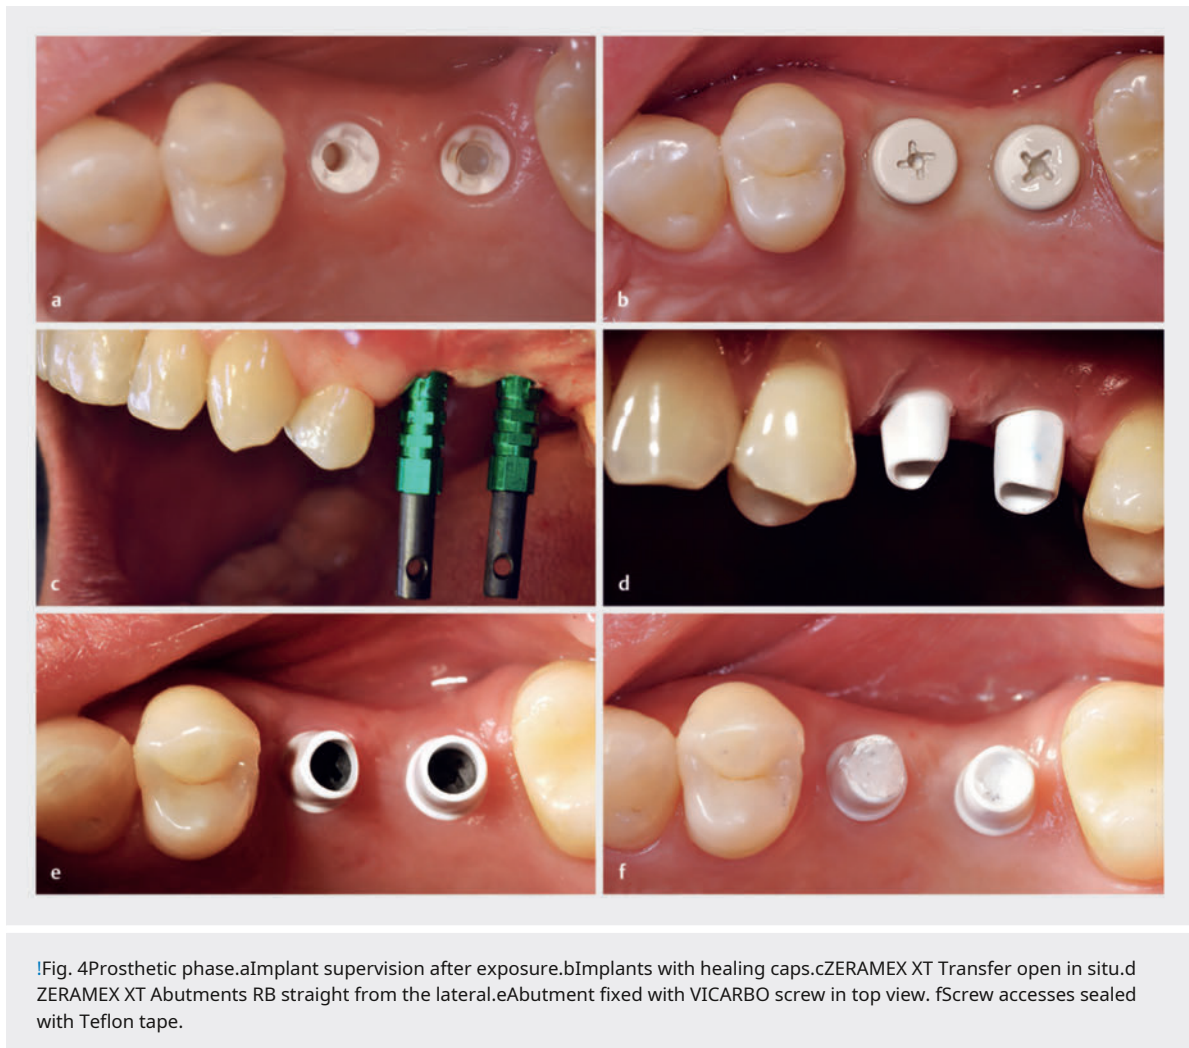 a
b
c
d
e
f
!Fig. 4Prosthetic phase.aImplant supervision after exposure.bImplants with healing caps.cZERAMEX XT Transfer open in situ.d
ZERAMEX XT Abutments RB straight from the lateral.eAbutment fixed with VICARBO screw in top view. fScrew accesses sealed
with Teflon tape.